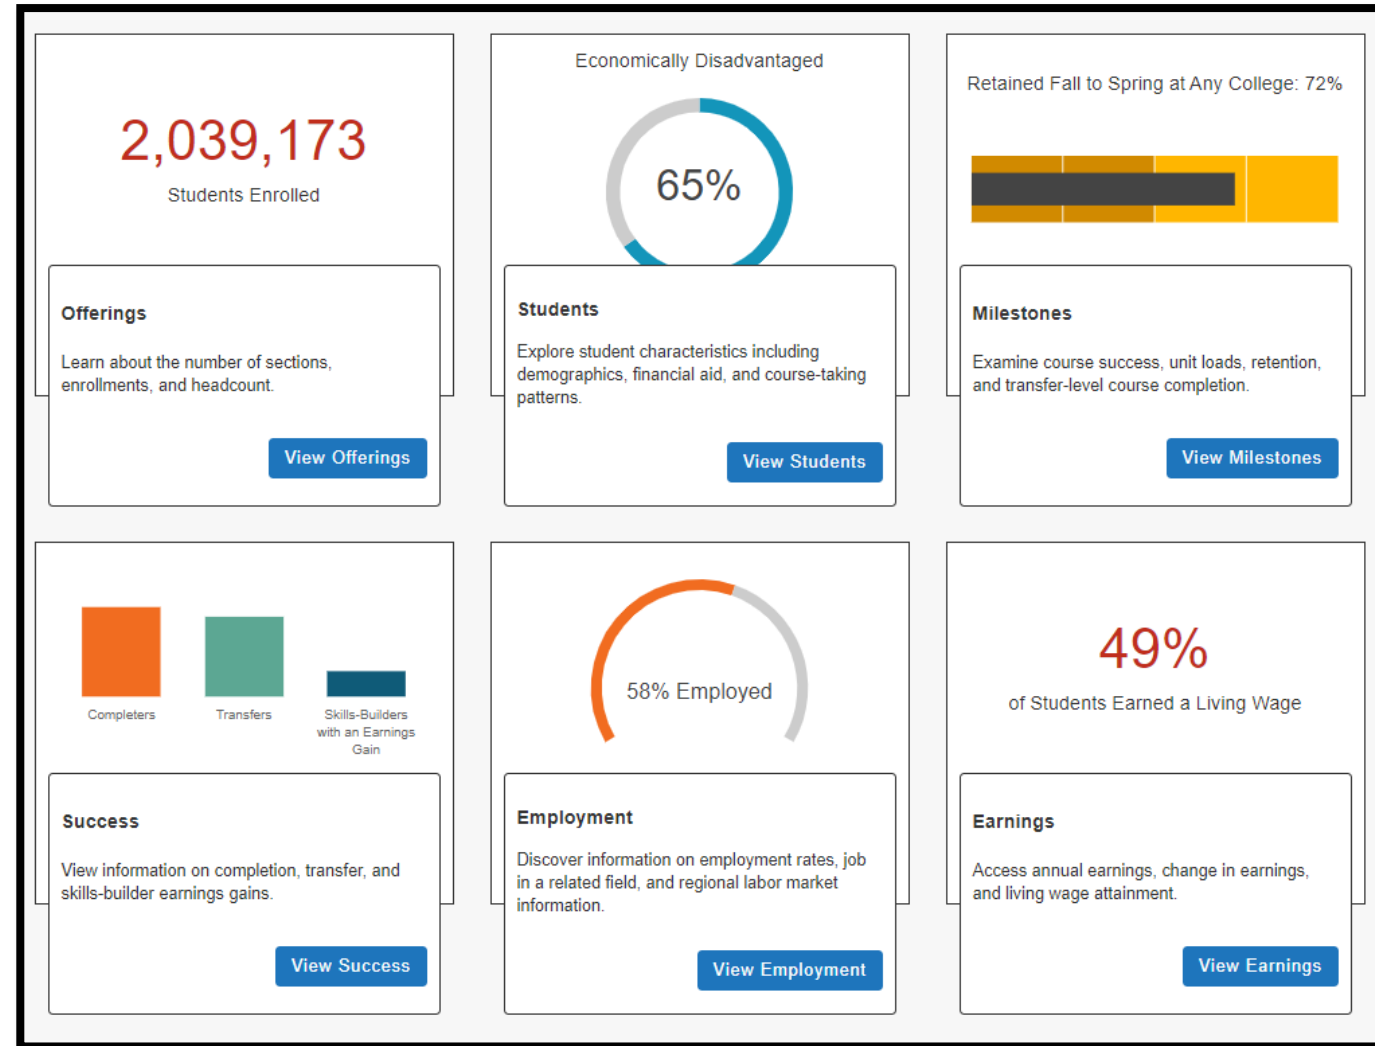 2,039,173
Students Enrolled
Offerings
Learn about the number of sections,
enrollments, and headcount.
View Offerings
Economically Disadvantaged
65%
Students
Explore student characteristics including
demographics, financial aid, and course-taking
patterns.
View Students
Retained Fall to Spring at Any College: 72%
Milestones
Examine course success, unit loads, retention,
and transfer-level course completion.
View Milestones
Completers
Transfers
Skills-Builders
with an Earnings
Gain
Success
View information on completion, transfer, and
skills-builder earnings gains.
View Success
58% Employed
Employment
Discover information on employment rates, job
in a related field, and regional labor market
information.
View Employment
49%
of Students Earned a Living Wage
Earnings
Access annual earnings, change in earnings,
and living wage attainment.
View Earnings